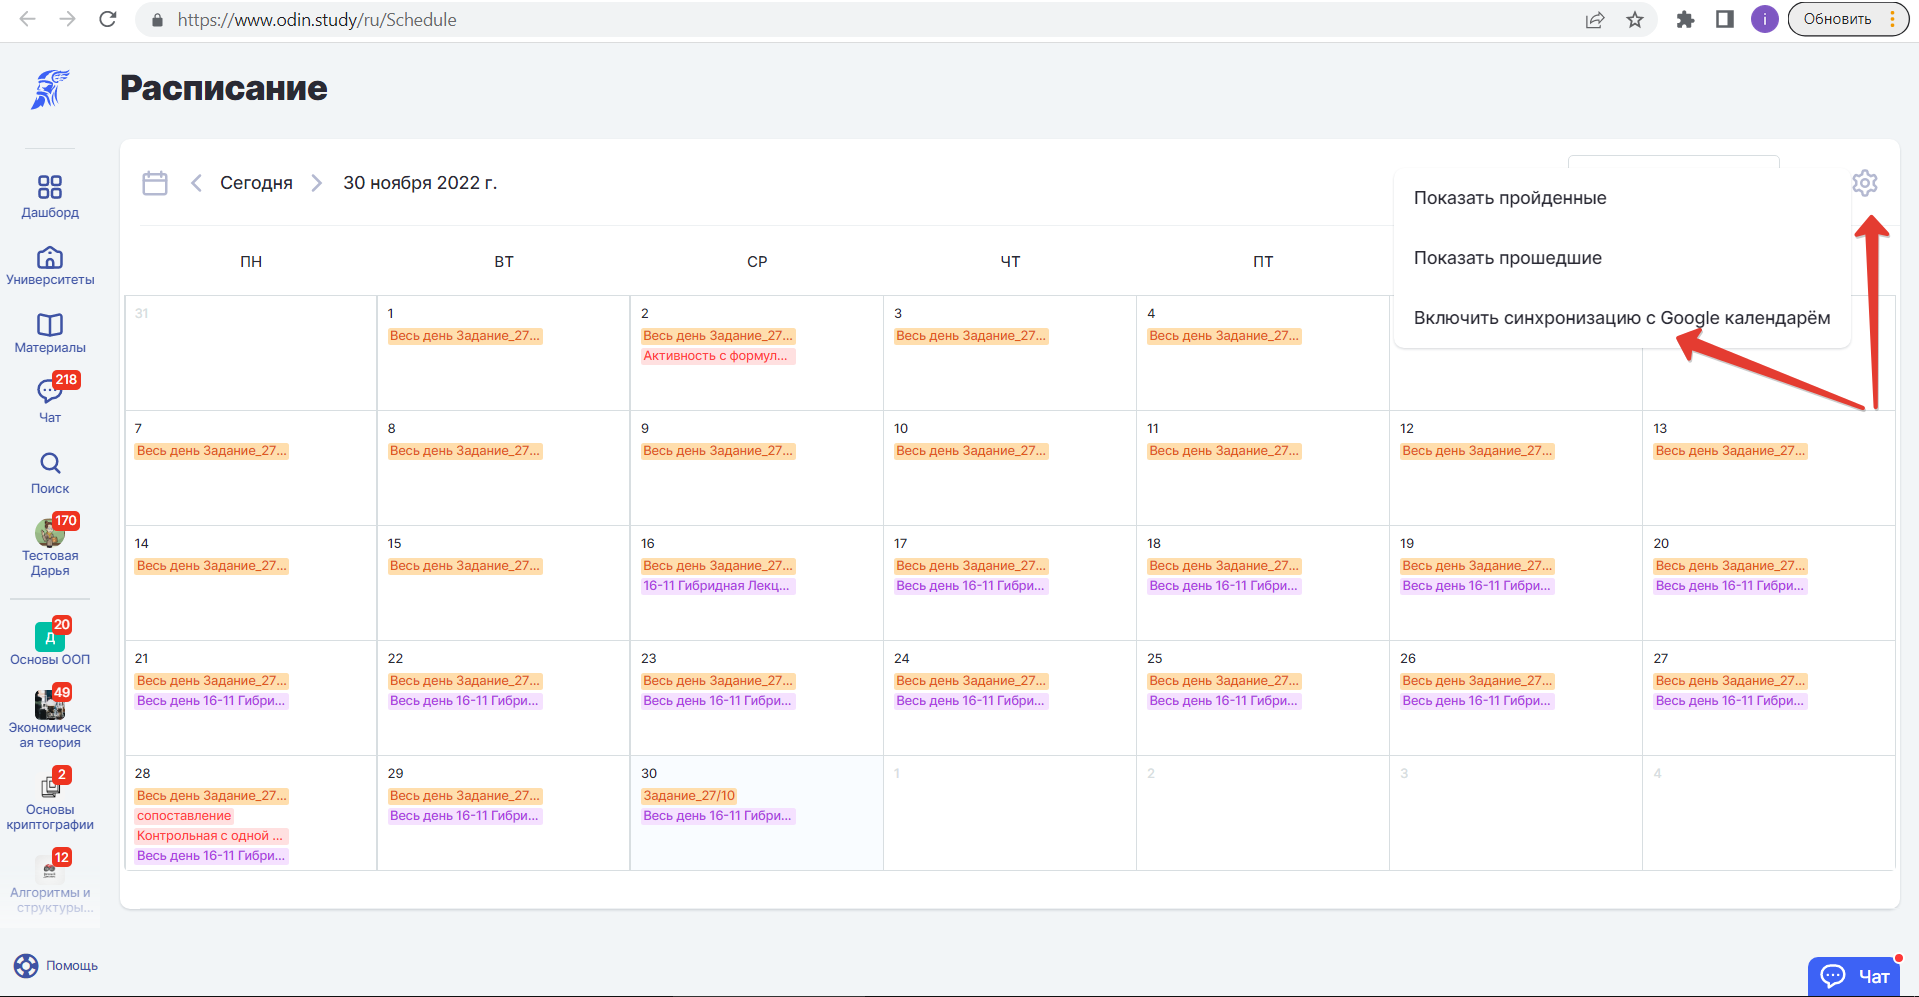 https://www.odin.study/ru/Schedule
i
Обновить
Расписание
Дашборд
Университеты
Материалы
218
Чат
Поиск
170
Тестовая
Дарья
20
Д
Основы ООП
49
Экономическ
ая теория
2
Основы
криптографии
12
Алгоритмы и
структуры...
Помощь
Сегодня
30 ноября 2022 г.
Показать пройденные
Показать прошедшие
Включить синхронизацию с Google календарём
ПН ВТ СР ЧТ ПТ
31 1 2 3 4
Весь день Задание_27... Весь день Задание_27... Весь день Задание_27... Весь день Задание_27...
Активность с формул...
7 8 9 10 11 12 13
Весь день Задание_27... Весь день Задание_27... Весь день Задание_27... Весь день Задание_27... Весь день Задание_27... Весь день Задание_27... Весь день Задание_27...
14 15 16 17 18 19 20
Весь день Задание_27... Весь день Задание_27... Весь день Задание_27... Весь день Задание_27... Весь день Задание_27... Весь день Задание_27... Весь день Задание_27...
16-11 Гибридная Лекц... Весь день 16-11 Гибри... Весь день 16-11 Гибри... Весь день 16-11 Гибри... Весь день 16-11 Гибри...
21 22 23 24 25 26 27
Весь день Задание_27... Весь день Задание_27... Весь день Задание_27... Весь день Задание_27... Весь день Задание_27... Весь день Задание_27... Весь день Задание_27...
Весь день 16-11 Гибри... Весь день 16-11 Гибри... Весь день 16-11 Гибри... Весь день 16-11 Гибри... Весь день 16-11 Гибри... Весь день 16-11 Гибри... Весь день 16-11 Гибри...
28 29 30 1 2 3 4
Весь день Задание_27... Весь день Задание_27... Задание_27/10
сопоставление Весь день 16-11 Гибри... Весь день 16-11 Гибри...
Контрольная с одной ...
Весь день 16-11 Гибри...
Чат